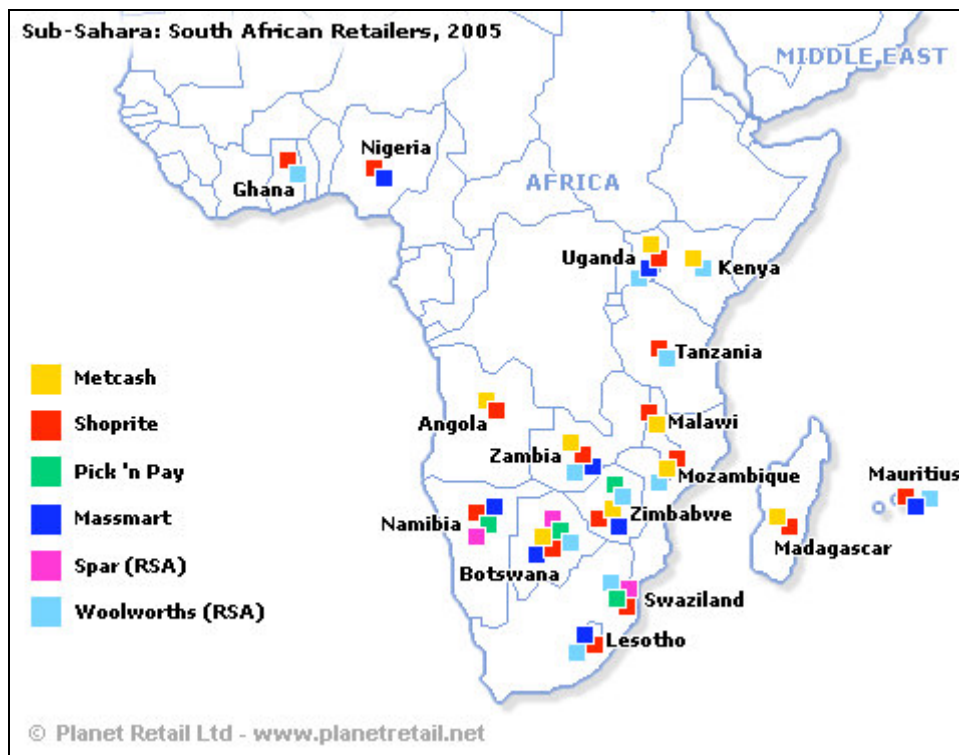 Sub-Sahara: South African Retailers, 2005
MIDDLE EAST
Nigeria
Ghana
AFRICA
Uganda
Kenya
Tanzania
Metcash
Shoprite
Pick 'n Pay
Massmart
Spar (RSA)
Woolworths (RSA)
Angola
Malawi
Zambia
Mozambique
Mauritius
Namibia
Zimbabwe
Madagascar
Botswana
Swaziland
Lesotho
© Planet Retail Ltd - www.planetretail.net